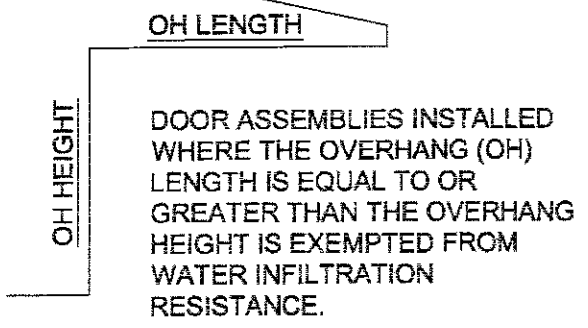 OH LENGTH
OH HEIGHT
DOOR ASSEMBLIES INSTALLED
WHERE THE OVERHANG (OH)
LENGTH IS EQUAL TO OR
GREATER THAN THE OVERHANG
HEIGHT IS EXEMPTED FROM
WATER INFILTRATION
RESISTANCE.